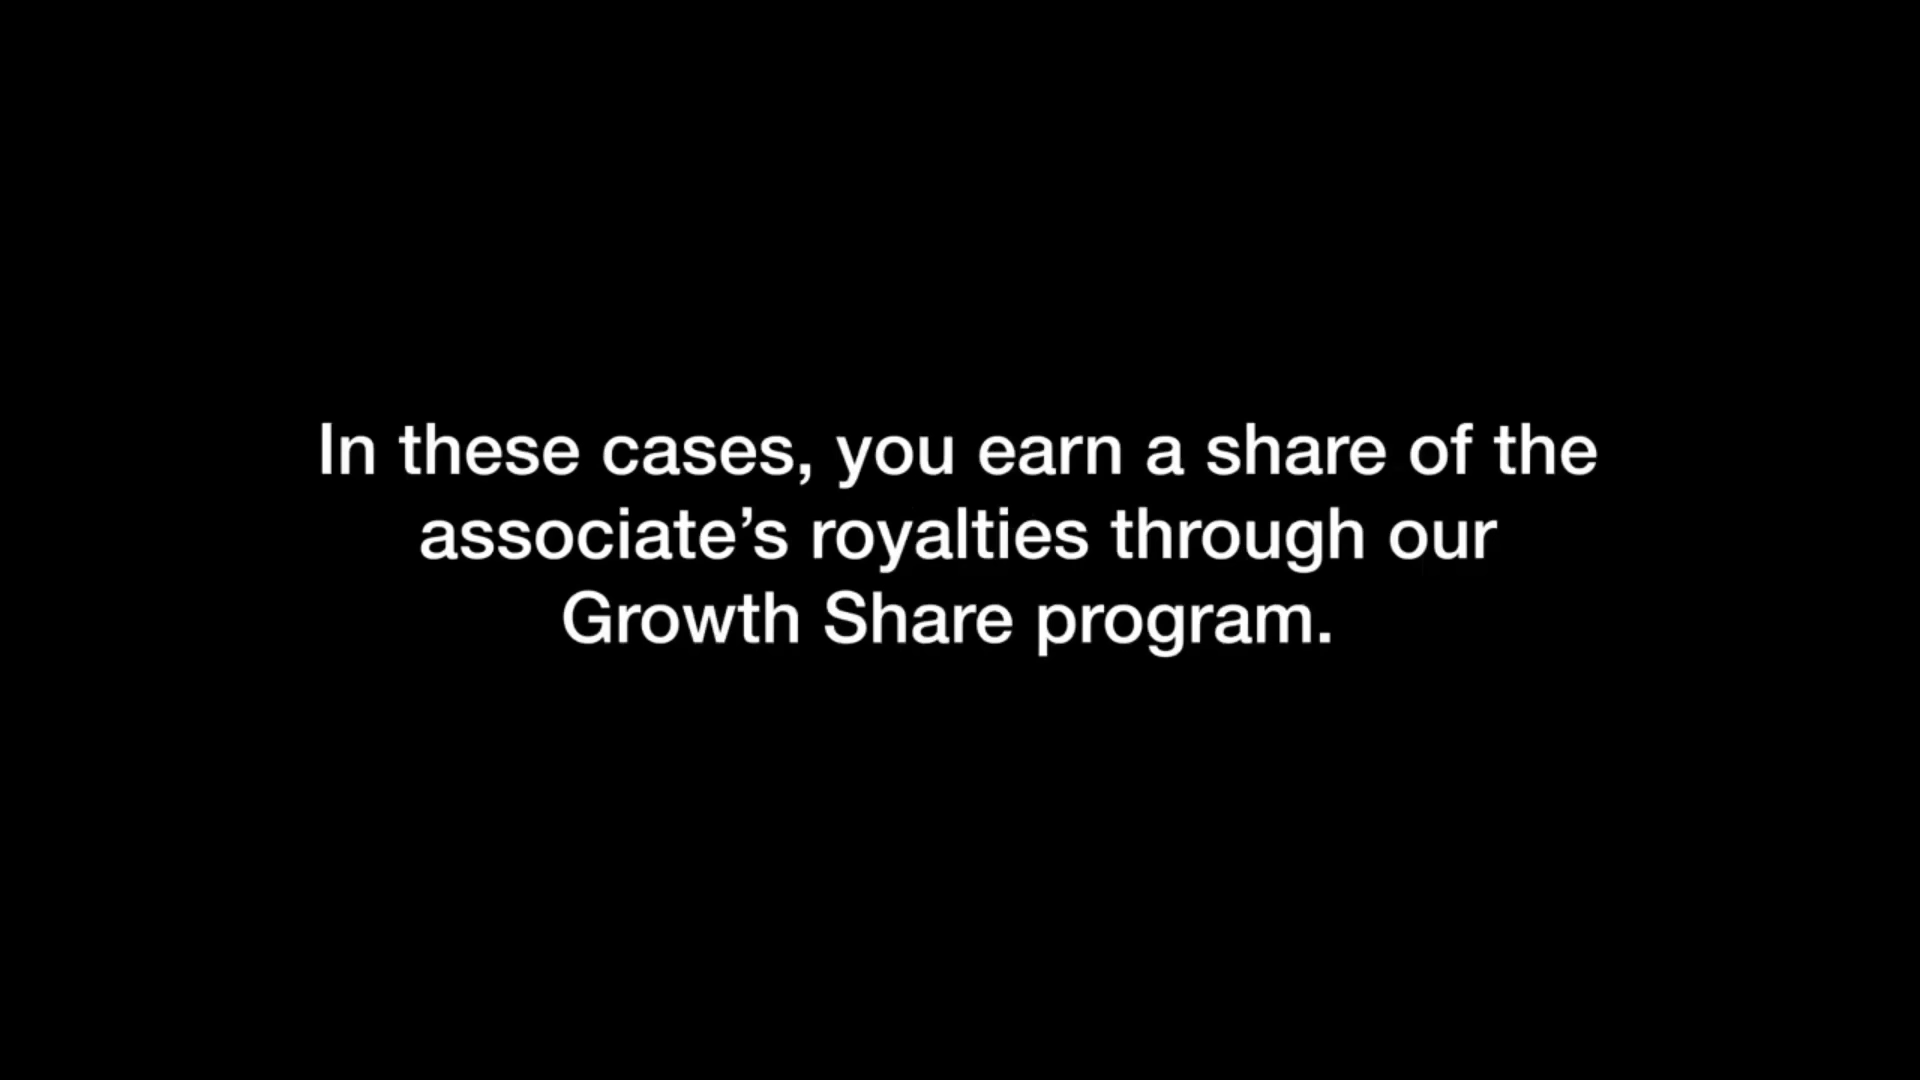 In these cases, you earn a share of the
associate’s royalties through our
Growth Share program.